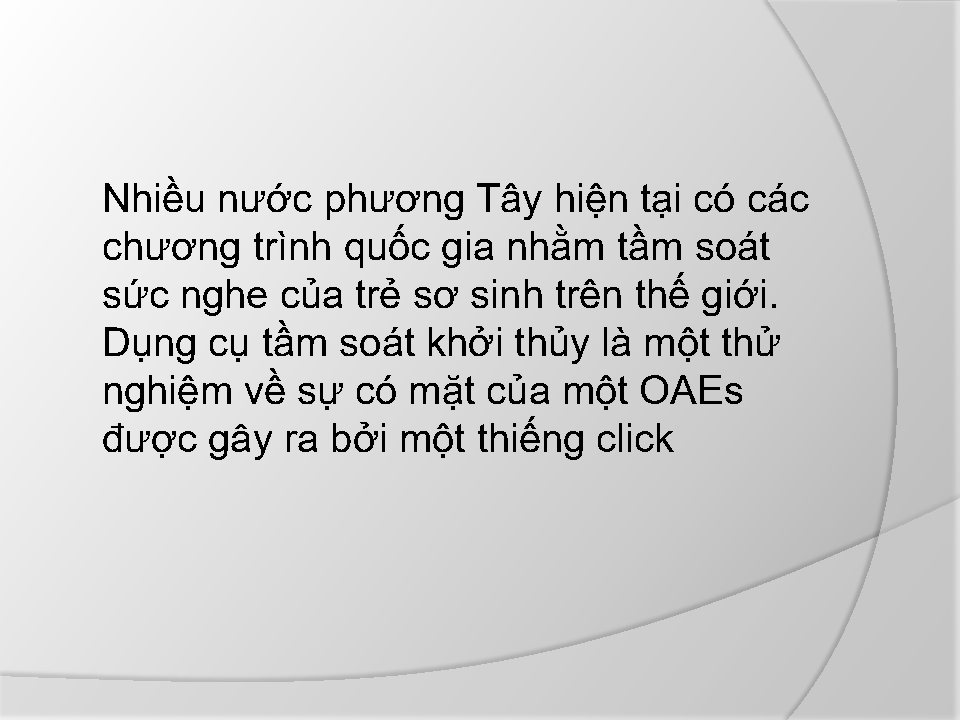 Nhiều nước phương Tây hiện tại có các
chương trình quốc gia nhằm tầm soát
sức nghe của trẻ sơ sinh trên thế giới.
Dụng cụ tầm soát khởi thủy là một thử
nghiệm về sự có mặt của một OAEs
được gây ra bởi một thiếng click